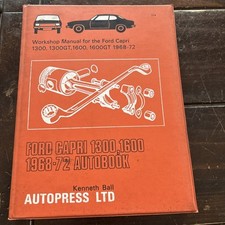 Workshop Manual for the Ford Capri
1300, 1300GT, 1600, 1600GT 1968-72
FORD CAPRI 1300, 1600
1968-72 AUTOBOOK
Kenneth Ball
AUTOPRESS LTD